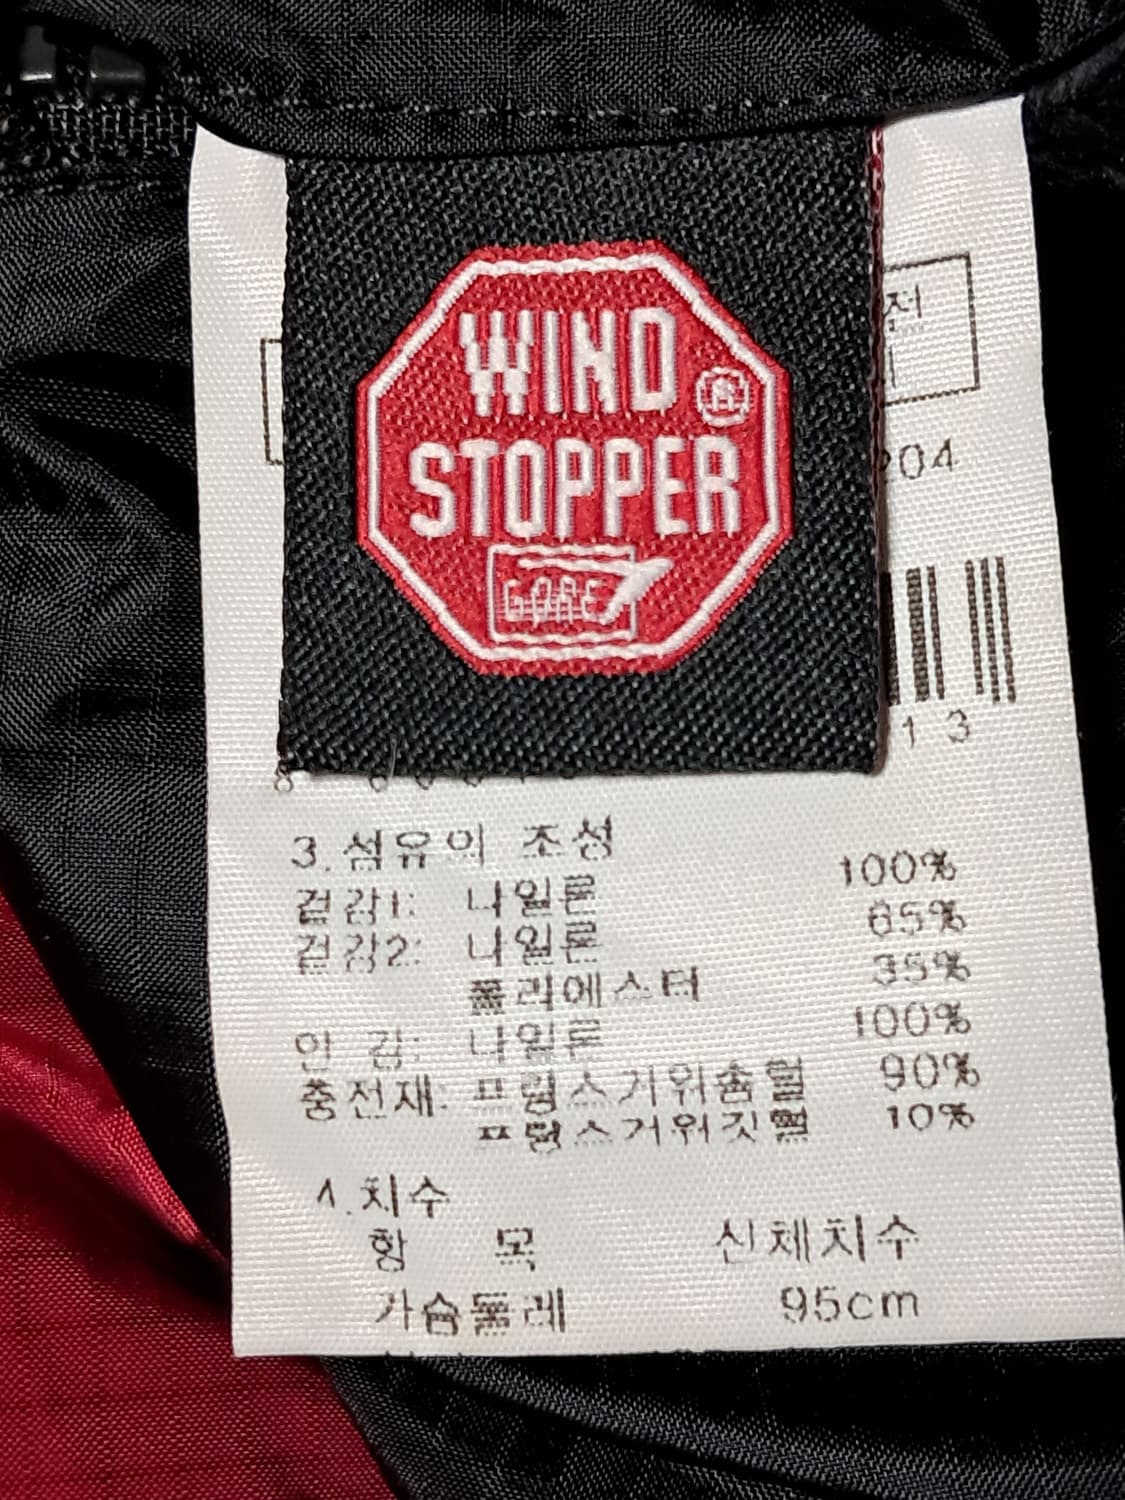 WIND
STOPPER
®
GORE
전
04
13
3.섬유의 조성
겉감1: 나일론 100%
겉감2: 나일론 65%
폴리에스터 35%
안 감: 나일론 100%
충전재: 프랑스거위솜털 90%
프랑스거위깃털 10%
4.치수
항 목 신체치수
가슴둘레 95cm